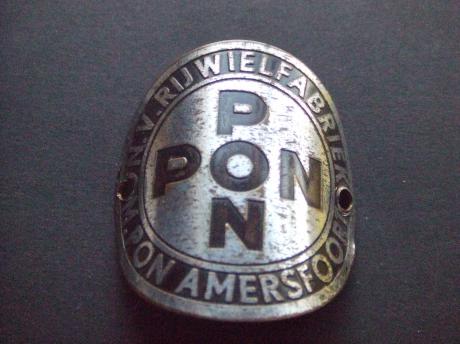 N.V. RIJWIELFABRIEK
PON
PON
PON AMERSFOORT